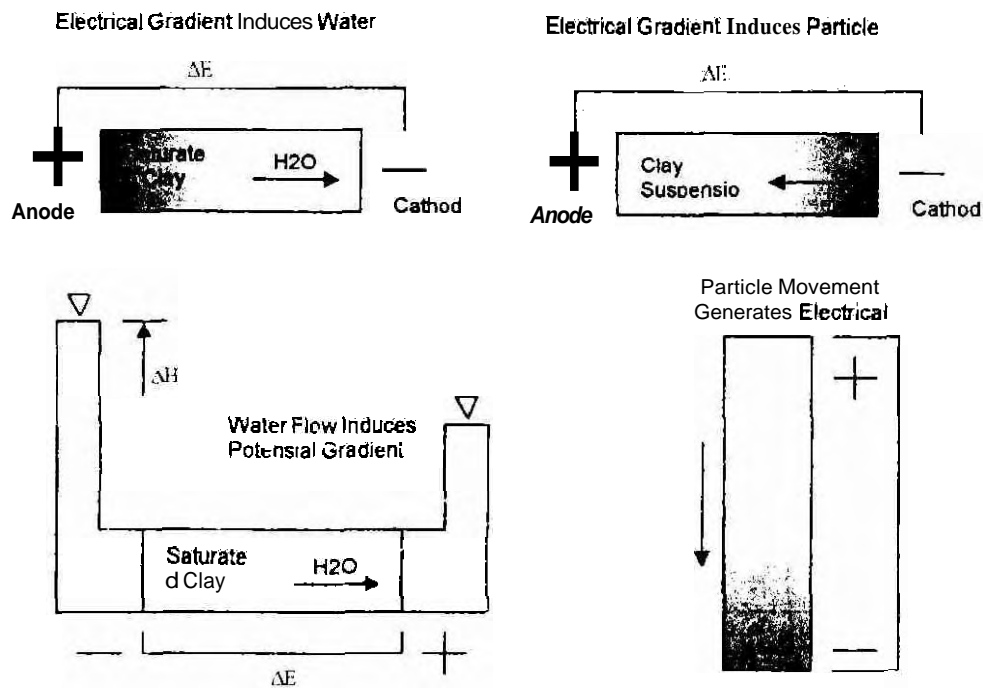 Electrical Gradient Induces Water
ΔE
+
Saturate
Clay
H2O
−
Anode
Cathod
Electrical Gradient Induces Particle
ΔE
+
Clay
Suspensio
−
Anode
Cathod
ΔH
Water Flow Induces
Potensial Gradient
Saturate
d Clay
H2O
−
+
ΔE
Particle Movement
Generates Electrical
+
−